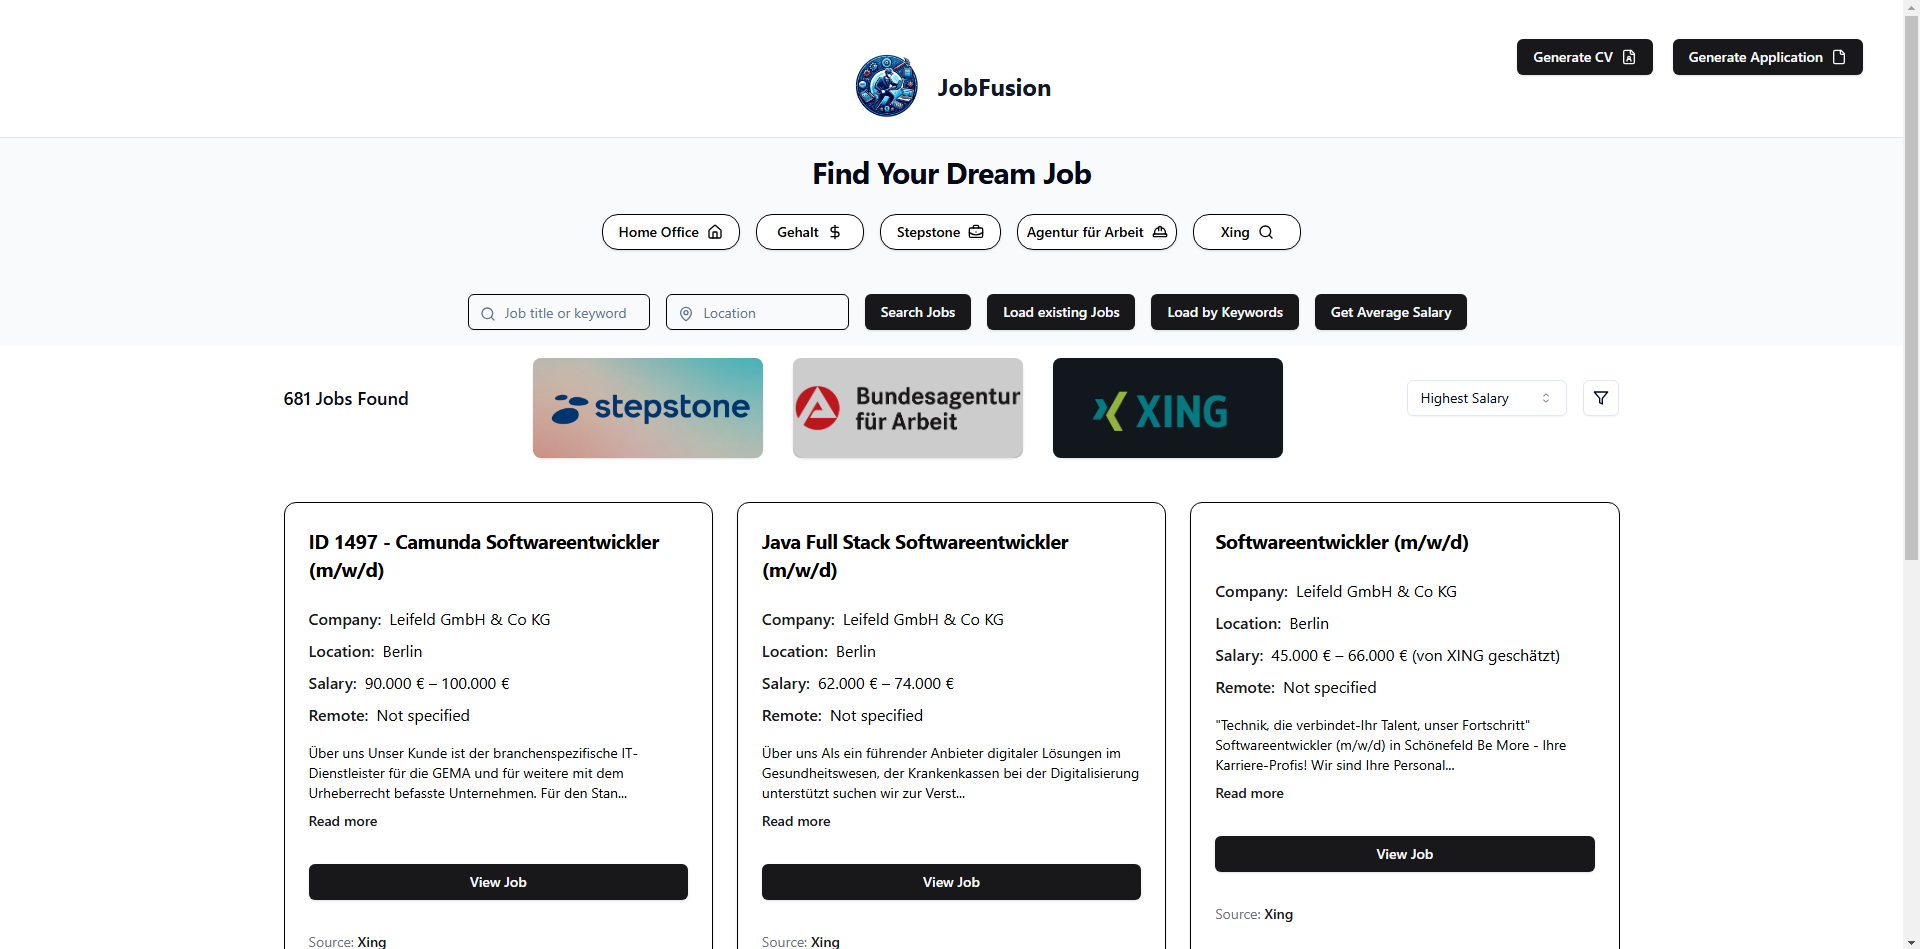 Generate CV
Generate Application
JobFusion
Find Your Dream Job
Home Office
Gehalt
Stepstone
Agentur für Arbeit
Xing
Job title or keyword
Location
Search Jobs
Load existing Jobs
Load by Keywords
Get Average Salary
681 Jobs Found
stepstone
Bundesagentur
für Arbeit
XING
Highest Salary
ID 1497 - Camunda Softwareentwickler
(m/w/d)
Company: Leifeld GmbH & Co KG
Location: Berlin
Salary: 90.000 € – 100.000 €
Remote: Not specified
Über uns Unser Kunde ist der branchenspezifische IT-
Dienstleister für die GEMA und für weitere mit dem
Urheberrecht befasste Unternehmen. Für den Stan...
Read more
View Job
Source: Xing
Java Full Stack Softwareentwickler
(m/w/d)
Company: Leifeld GmbH & Co KG
Location: Berlin
Salary: 62.000 € – 74.000 €
Remote: Not specified
Über uns Als ein führender Anbieter digitaler Lösungen im
Gesundheitswesen, der Krankenkassen bei der Digitalisierung
unterstützt suchen wir zur Verst...
Read more
View Job
Source: Xing
Softwareentwickler (m/w/d)
Company: Leifeld GmbH & Co KG
Location: Berlin
Salary: 45.000 € – 66.000 € (von XING geschätzt)
Remote: Not specified
"Technik, die verbindet-Ihr Talent, unser Fortschritt"
Softwareentwickler (m/w/d) in Schönefeld Be More - Ihre
Karriere-Profis! Wir sind Ihre Personal...
Read more
View Job
Source: Xing